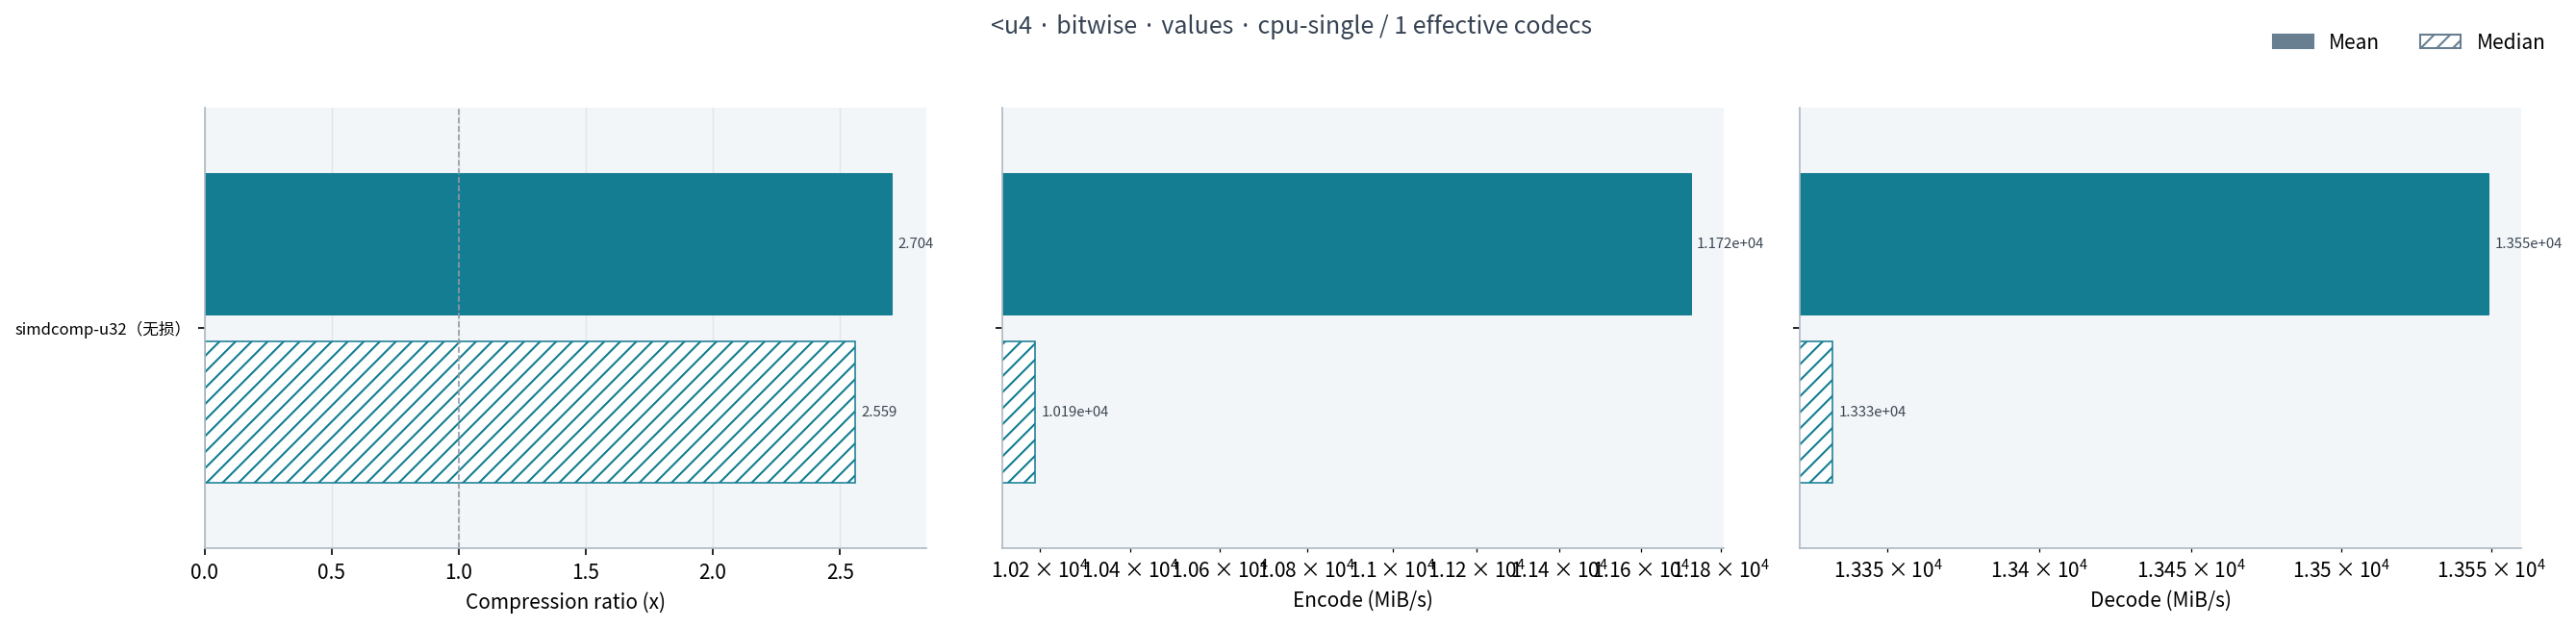 <u4 · bitwise · values · cpu-single / 1 effective codecs
Mean
Median
simdcomp-u32（无损）
2.704
2.559
0.0 0.5 1.0 1.5 2.0 2.5
Compression ratio (x)
1.172e+04
1.019e+04
1.02 × 10⁴ 1.04 × 10⁴ 1.06 × 10⁴ 1.08 × 10⁴ 1.1 × 10⁴ 1.12 × 10⁴ 1.14 × 10⁴ 1.16 × 10⁴ 1.18 × 10⁴
Encode (MiB/s)
1.355e+04
1.333e+04
1.335 × 10⁴ 1.34 × 10⁴ 1.345 × 10⁴ 1.35 × 10⁴ 1.355 × 10⁴
Decode (MiB/s)